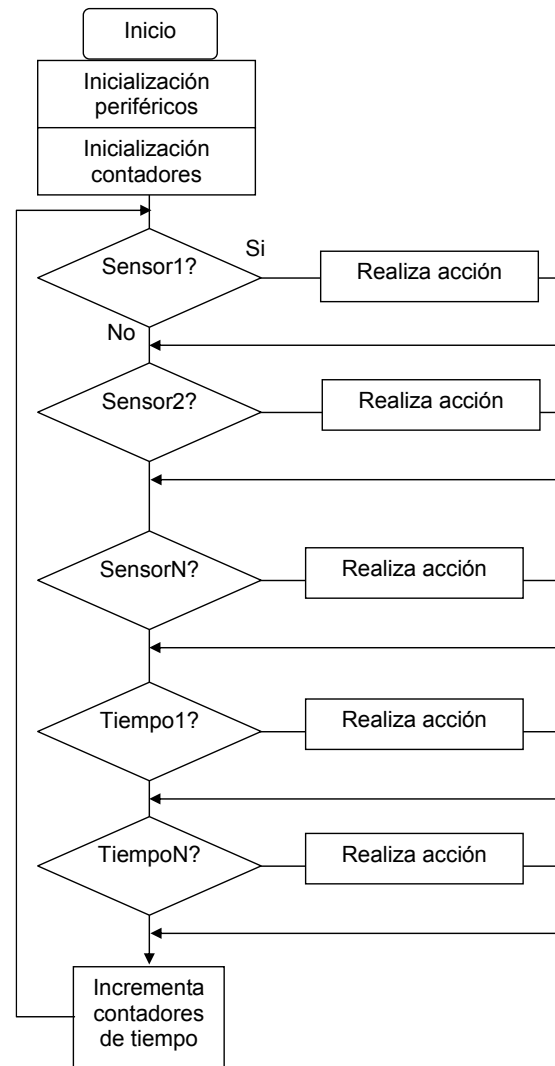 Inicio
Inicialización
periféricos
Inicialización
contadores
Sensor1?
Si
Realiza acción
No
Sensor2?
Realiza acción
SensorN?
Realiza acción
Tiempo1?
Realiza acción
TiempoN?
Realiza acción
Incrementa
contadores
de tiempo